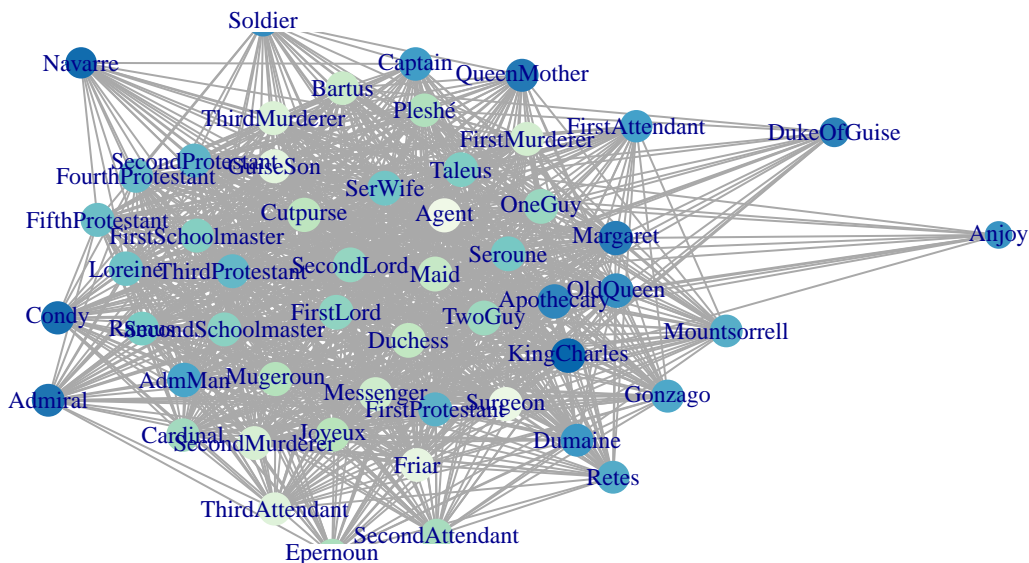 Soldier
Navarre
Captain
QueenMother
Bartus
Pleshé
ThirdMurderer
FirstMurderer
FirstAttendant
DukeOfGuise
SecondProtestant
GuiseSon
FourthProtestant
Taleus
SerWife
OneGuy
FifthProtestant
Cutpurse
Agent
FirstSchoolmaster
Margaret
Anjoy
Seroune
Loreine
ThirdProtestant
SecondLord
Maid
OldQueen
Apothecary
Condy
FirstLord
TwoGuy
Ramus
SecondSchoolmaster
Mountsorrell
Duchess
KingCharles
AdmMan
Mugeroun
Admiral
Messenger
Surgeon
Gonzago
FirstProtestant
Cardinal
SecondMurderer
Joyeux
Dumaine
Friar
Retes
ThirdAttendant
SecondAttendant
Epernoun